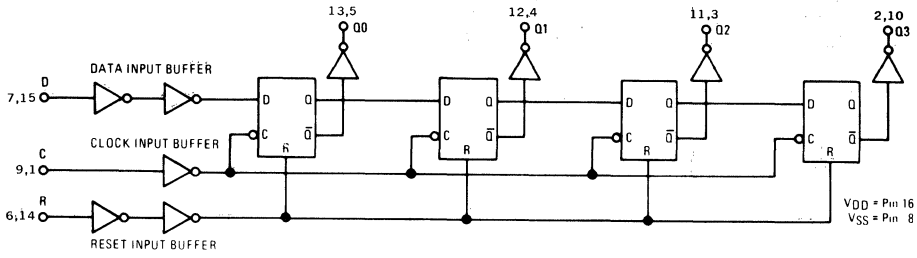 13,5
Q0
12,4
Q1
11,3
Q2
2,10
Q3
DATA INPUT BUFFER
D
7,15
D Q
C Q̅
R
D Q
C Q̅
R
D Q
C Q̅
R
D Q
C Q̅
R
CLOCK INPUT BUFFER
C
9,1
R
6,14
RESET INPUT BUFFER
VDD = Pin 16
VSS = Pin 8